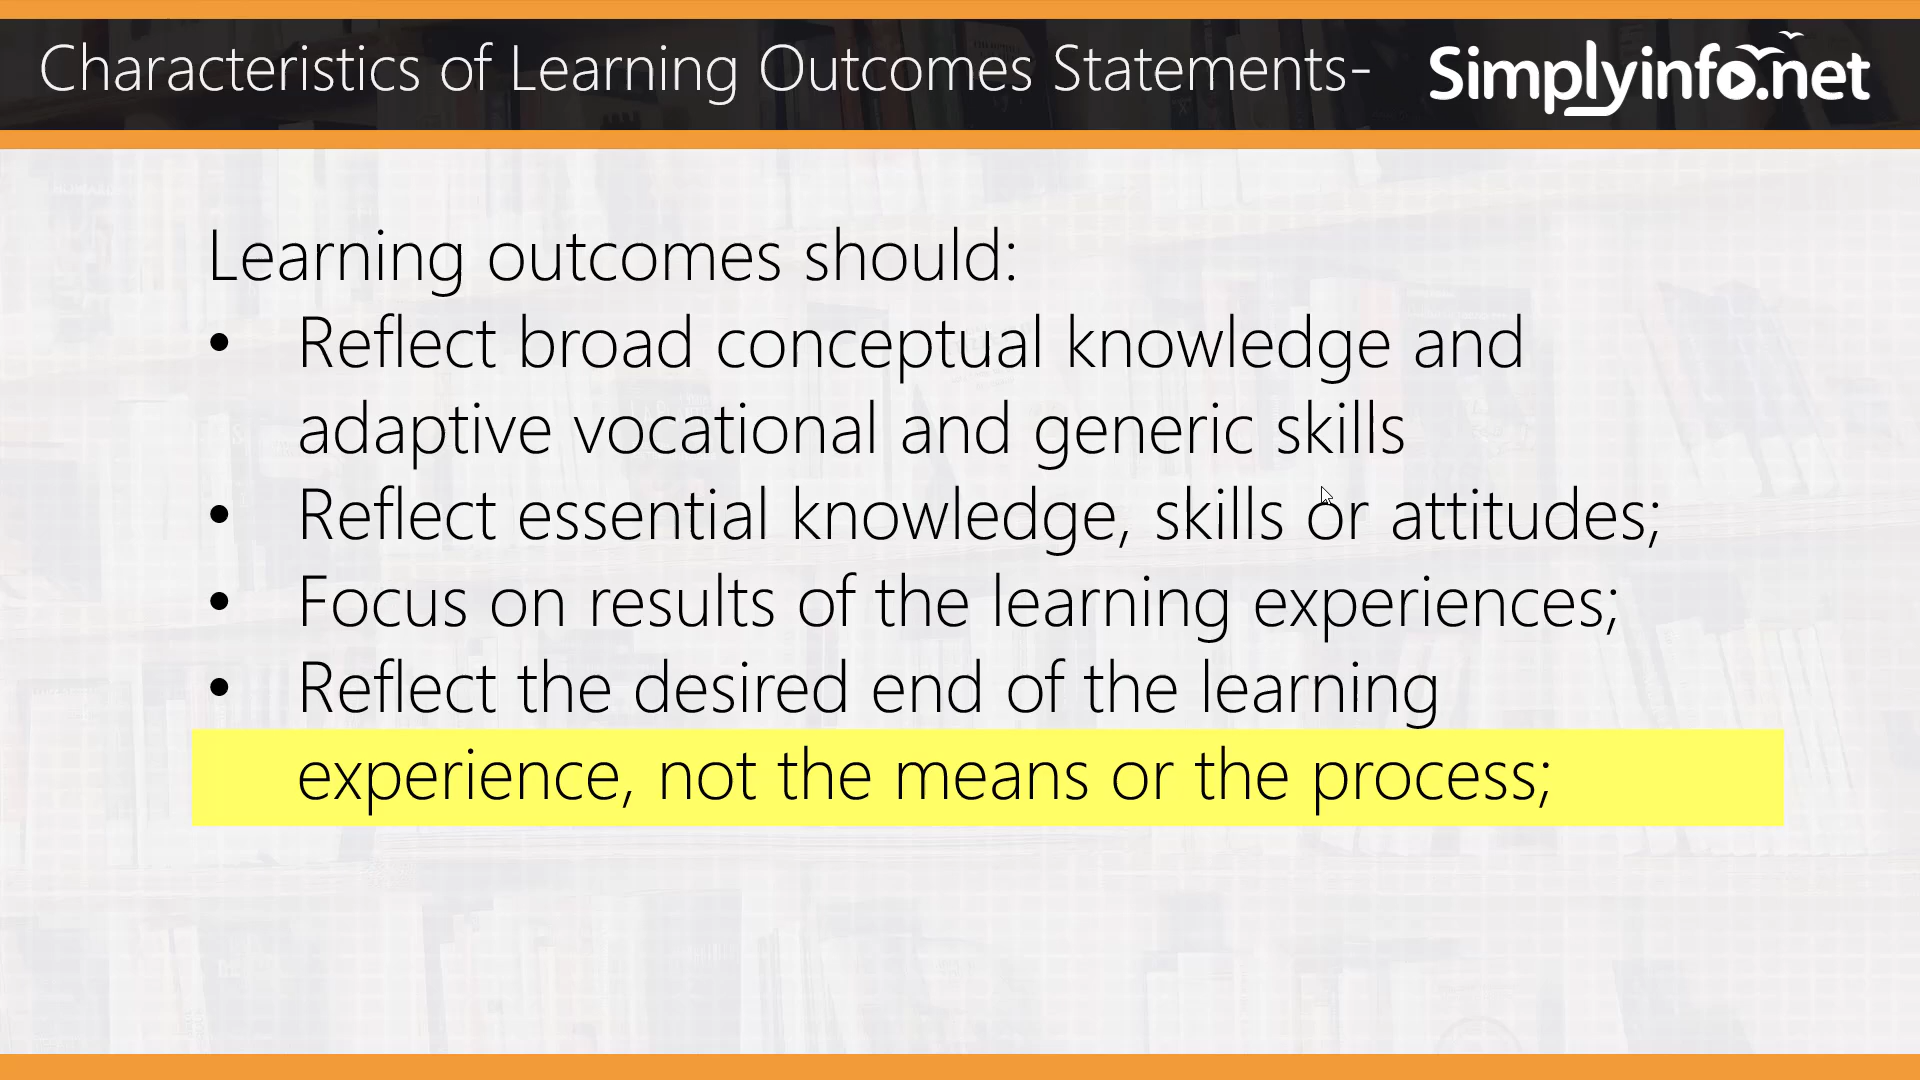 Characteristics of Learning Outcomes Statements-
Simplyinfo.net
Learning outcomes should:
• Reflect broad conceptual knowledge and
adaptive vocational and generic skills
• Reflect essential knowledge, skills or attitudes;
• Focus on results of the learning experiences;
• Reflect the desired end of the learning
experience, not the means or the process;